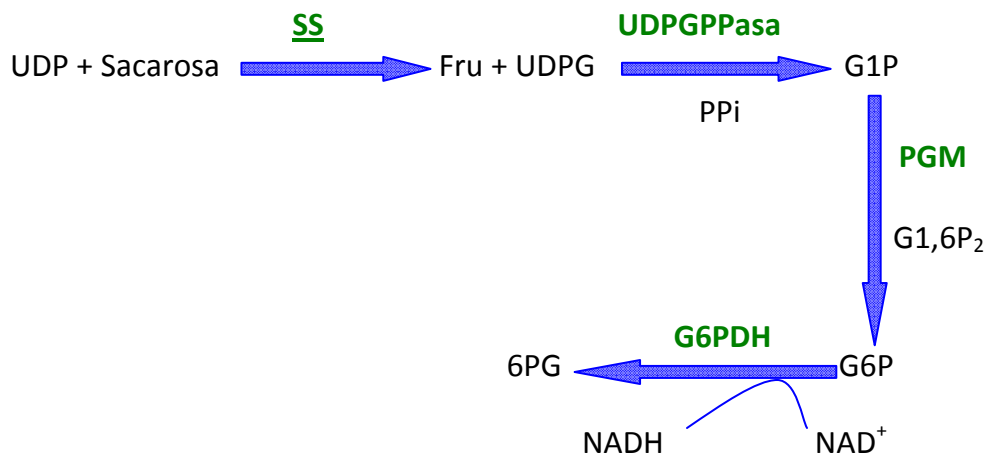 SS
UDPGPPasa
UDP + Sacarosa
Fru + UDPG
G1P
PPi
PGM
G1,6P₂
G6PDH
6PG
G6P
NADH
NAD⁺